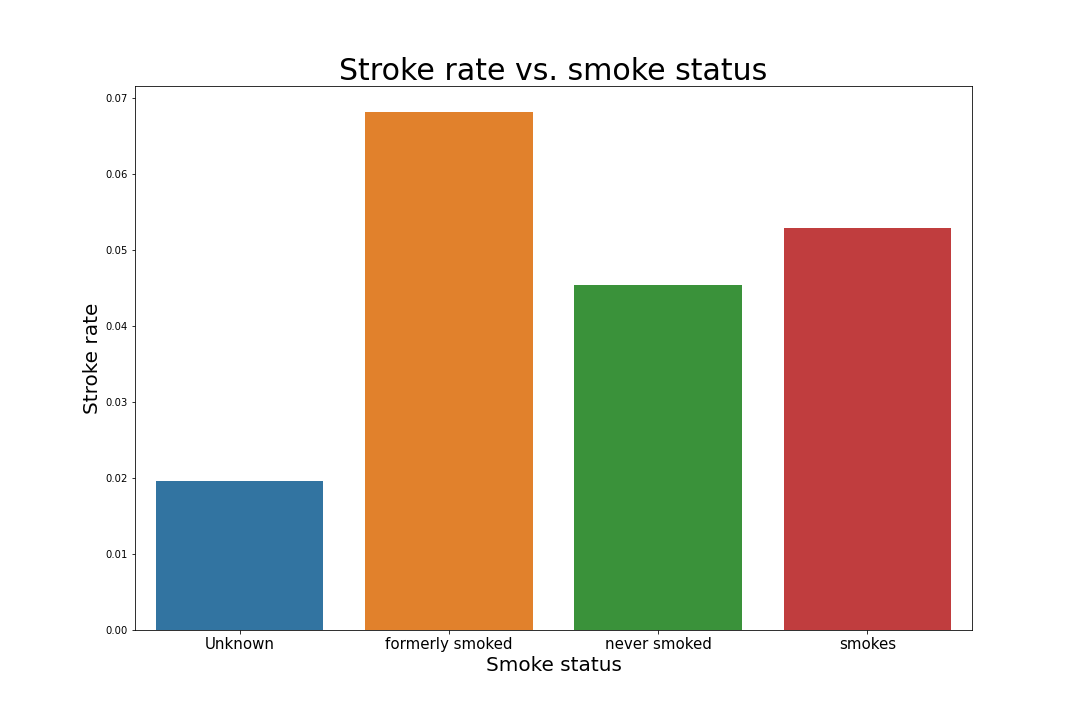 Stroke rate vs. smoke status
0.07
0.06
0.05
0.04
0.03
0.02
0.01
0.00
Stroke rate
Unknown formerly smoked never smoked smokes
Smoke status